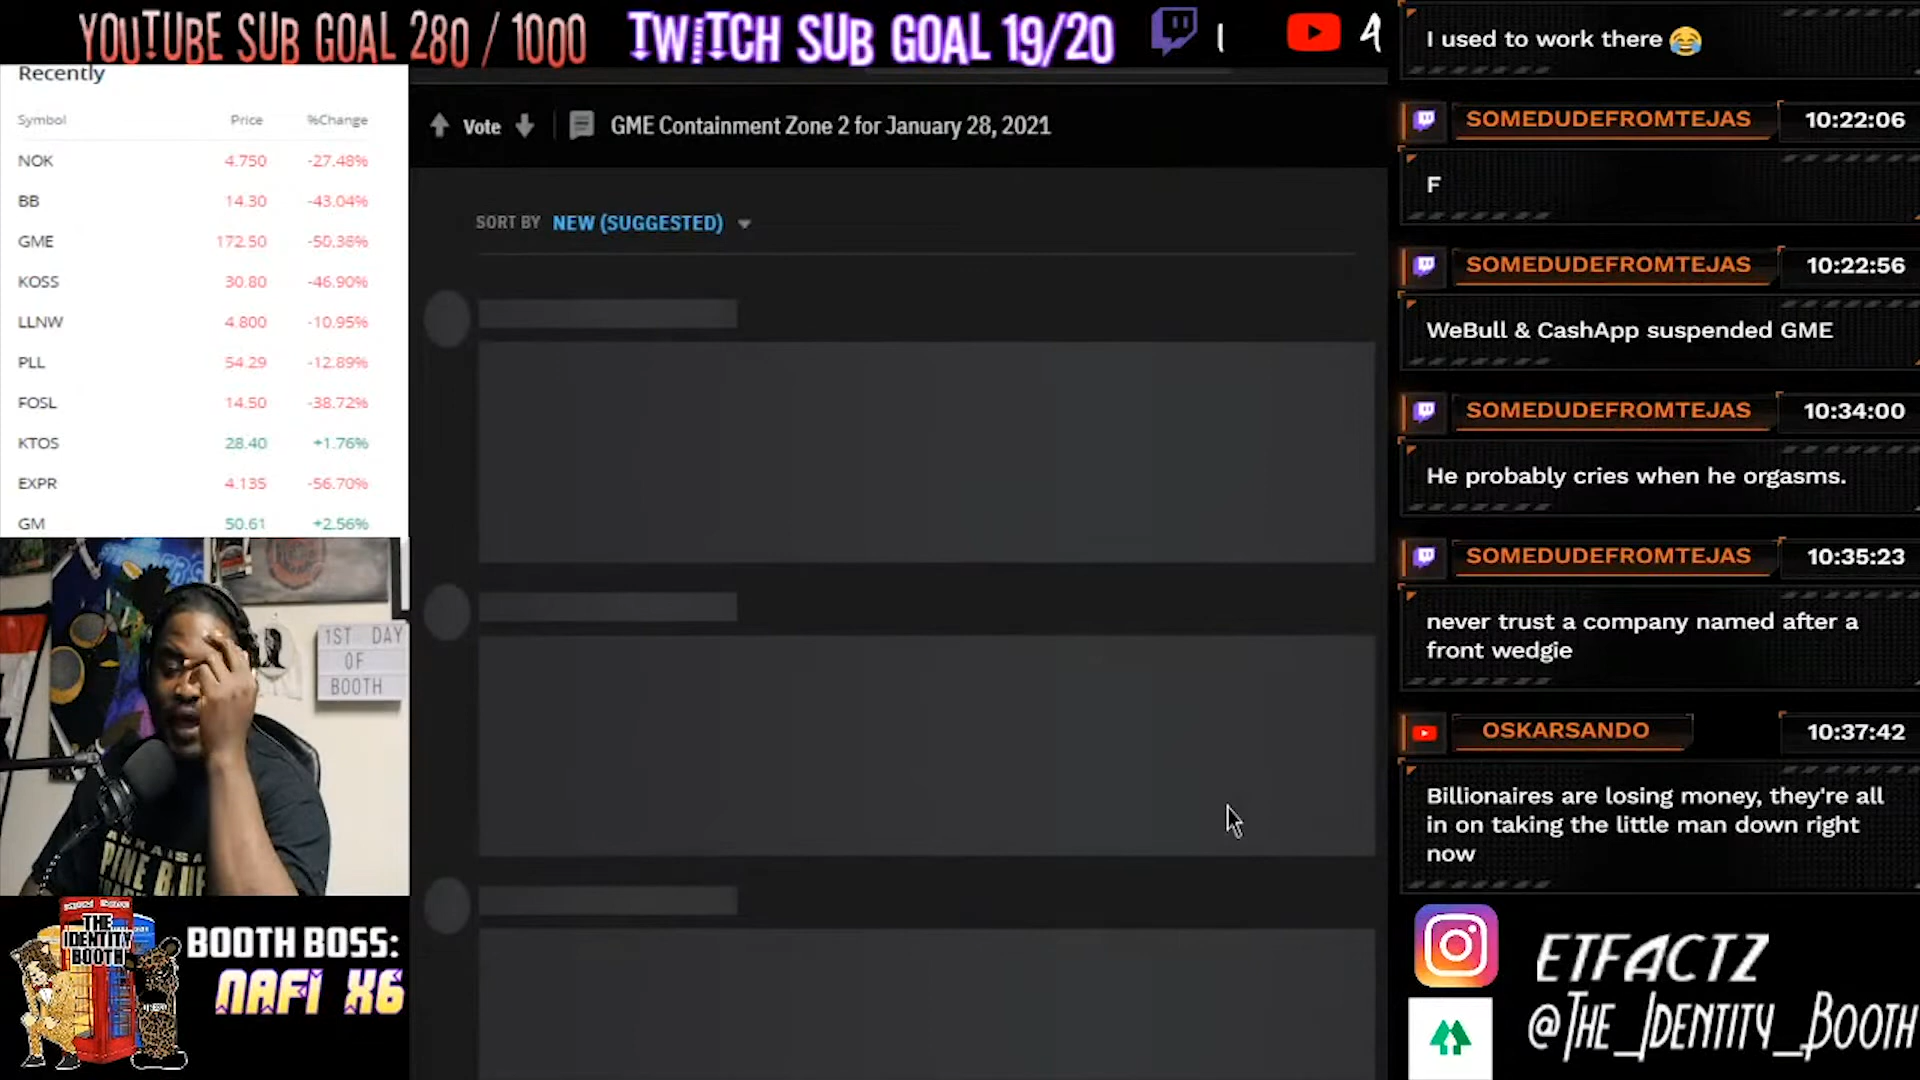 YOUTUBE SUB GOAL 280 / 1000
TWITCH SUB GOAL 19/20
Recently
Symbol Price %Change
NOK 4.750 -27.48%
BB 14.30 -43.04%
GME 172.50 -50.38%
KOSS 30.80 -46.90%
LLNW 4.800 -10.95%
PLL 54.29 -12.89%
FOSL 14.50 -38.72%
KTOS 28.40 +1.76%
EXPR 4.135 -56.70%
GM 50.61 +2.56%
1ST DAY
OF
BOOTH
PINE BLU
THE
IDENTITY
BOOTH
BOOTH BOSS:
NAFI X6
Vote
GME Containment Zone 2 for January 28, 2021
SORT BY NEW (SUGGESTED)
I used to work there 😂
SOMEDUDEFROMTEJAS 10:22:06
F
SOMEDUDEFROMTEJAS 10:22:56
WeBull & CashApp suspended GME
SOMEDUDEFROMTEJAS 10:34:00
He probably cries when he orgasms.
SOMEDUDEFROMTEJAS 10:35:23
never trust a company named after a
front wedgie
OSKARSANDO 10:37:42
Billionaires are losing money, they're all
in on taking the little man down right
now
ETFACTZ
@THE_IDENTITY_BOOTH